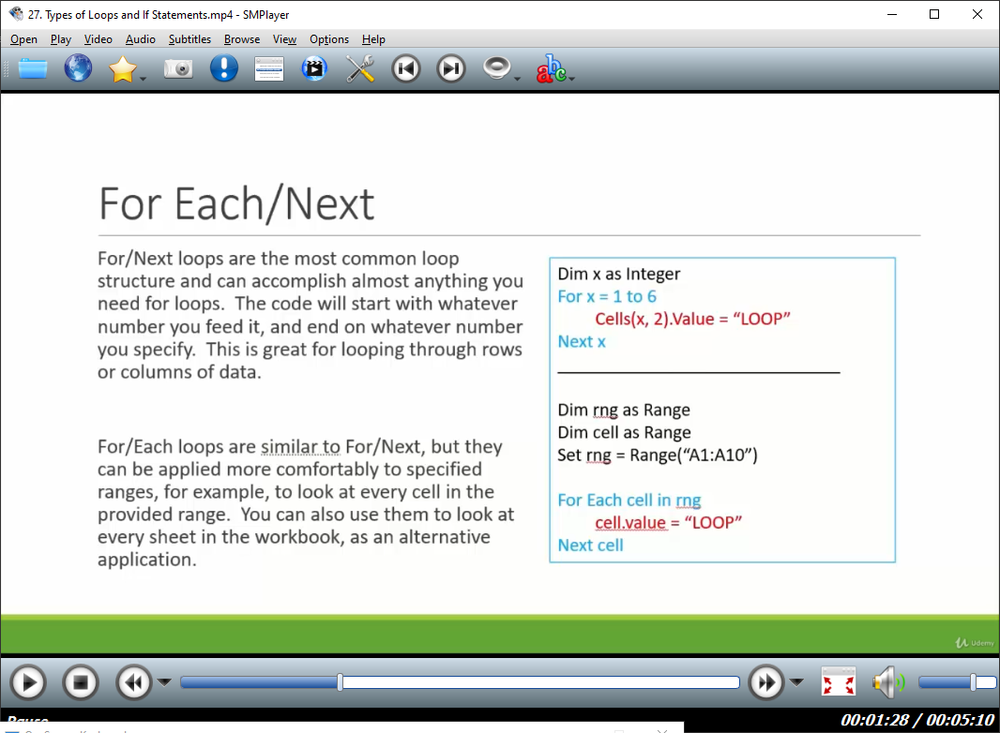 27. Types of Loops and If Statements.mp4 - SMPlayer
Open Play Video Audio Subtitles Browse View Options Help
abc
For Each/Next
For/Next loops are the most common loop
structure and can accomplish almost anything you
need for loops. The code will start with whatever
number you feed it, and end on whatever number
you specify. This is great for looping through rows
or columns of data.
For/Each loops are similar to For/Next, but they
can be applied more comfortably to specified
ranges, for example, to look at every cell in the
provided range. You can also use them to look at
every sheet in the workbook, as an alternative
application.
Dim x as Integer
For x = 1 to 6
Cells(x, 2).Value = “LOOP”
Next x
Dim rng as Range
Dim cell as Range
Set rng = Range(“A1:A10”)
For Each cell in rng
cell.value = “LOOP”
Next cell
Udemy
Pause
00:01:28 / 00:05:10